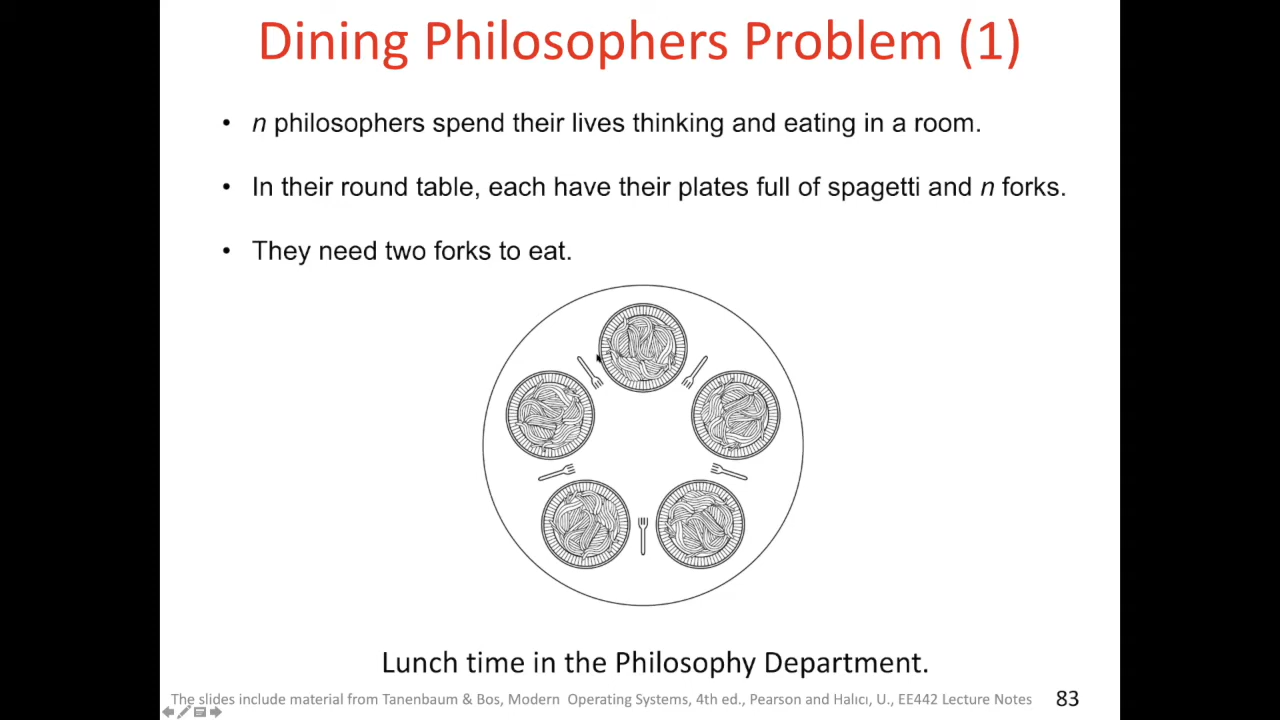 Dining Philosophers Problem (1)
• n philosophers spend their lives thinking and eating in a room.
• In their round table, each have their plates full of spagetti and n forks.
• They need two forks to eat.
Lunch time in the Philosophy Department.
The slides include material from Tanenbaum & Bos, Modern Operating Systems, 4th ed., Pearson and Halıcı, U., EE442 Lecture Notes 83